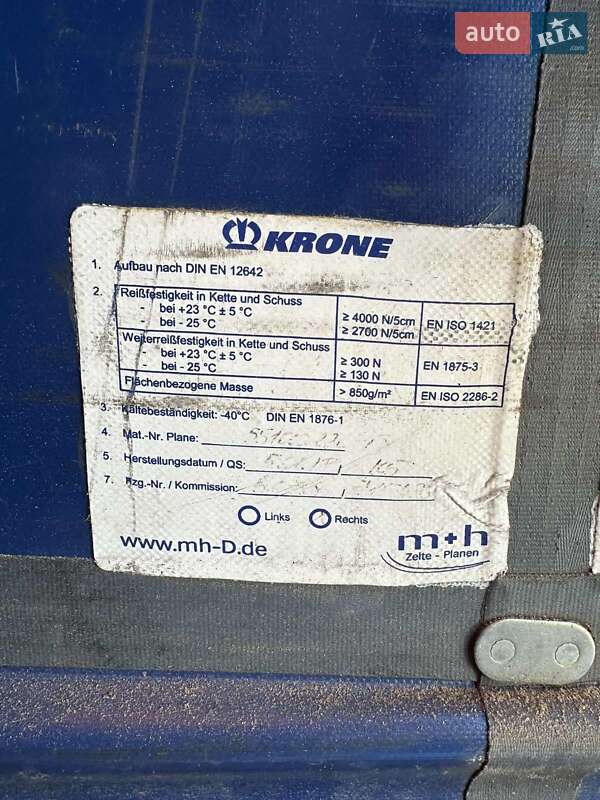 auto RIA.com
KRONE
1. Aufbau nach DIN EN 12642
2. Reißfestigkeit in Kette und Schuss
- bei +23 °C ± 5 °C ≥ 4000 N/5cm EN ISO 1421
- bei - 25 °C ≥ 2700 N/5cm
Weiterreißfestigkeit in Kette und Schuss
- bei +23 °C ± 5 °C ≥ 300 N EN 1875-3
- bei - 25 °C ≥ 130 N
Flächenbezogene Masse > 850g/m² EN ISO 2286-2
3. Kältebeständigkeit: -40°C DIN EN 1876-1
4. Mat.-Nr. Plane:
5. Herstellungsdatum / QS:
7. Fzg.-Nr. / Kommission:
Links Rechts
www.mh-D.de
m+h
Zelte - Planen